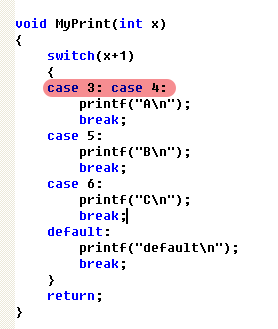 void MyPrint(int x)
{
    switch(x+1)
    {
    case 3: case 4:
        printf("A\n");
        break;
    case 5:
        printf("B\n");
        break;
    case 6:
        printf("C\n");
        break;
    default:
        printf("default\n");
        break;
    }
    return;
}